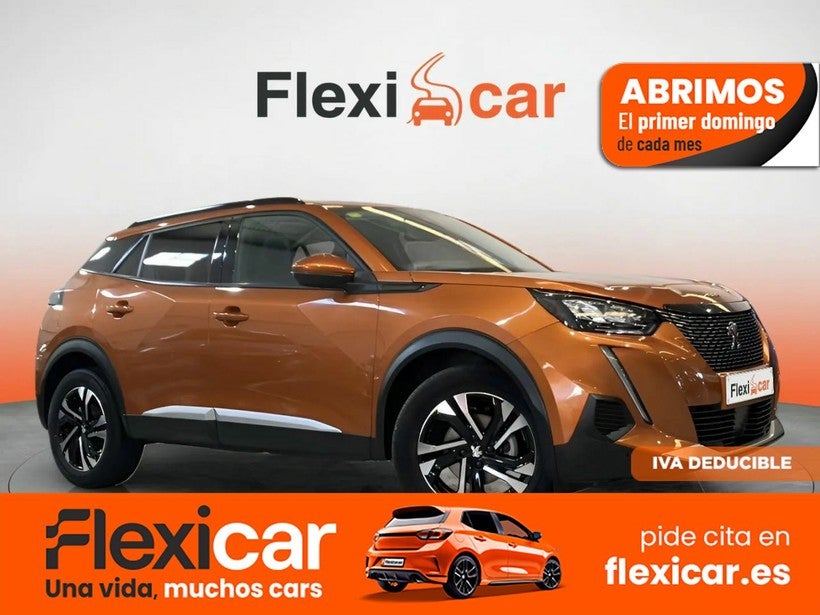 Flexicar
ABRIMOS
El primer domingo
de cada mes
Flexicar
IVA DEDUCIBLE
Flexicar
Una vida, muchos cars
pide cita en
flexicar.es